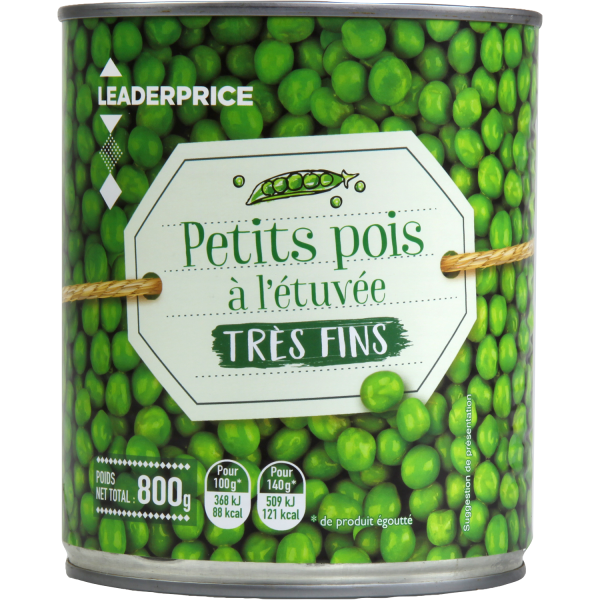 LEADERPRICE
Petits pois
à l'étuvée
TRÈS FINS
POIDS
NET TOTAL : 800g
Pour
100g*
368 kJ
88 kcal
Pour
140g*
509 kJ
121 kcal
* de produit égoutté
Suggestion de présentation